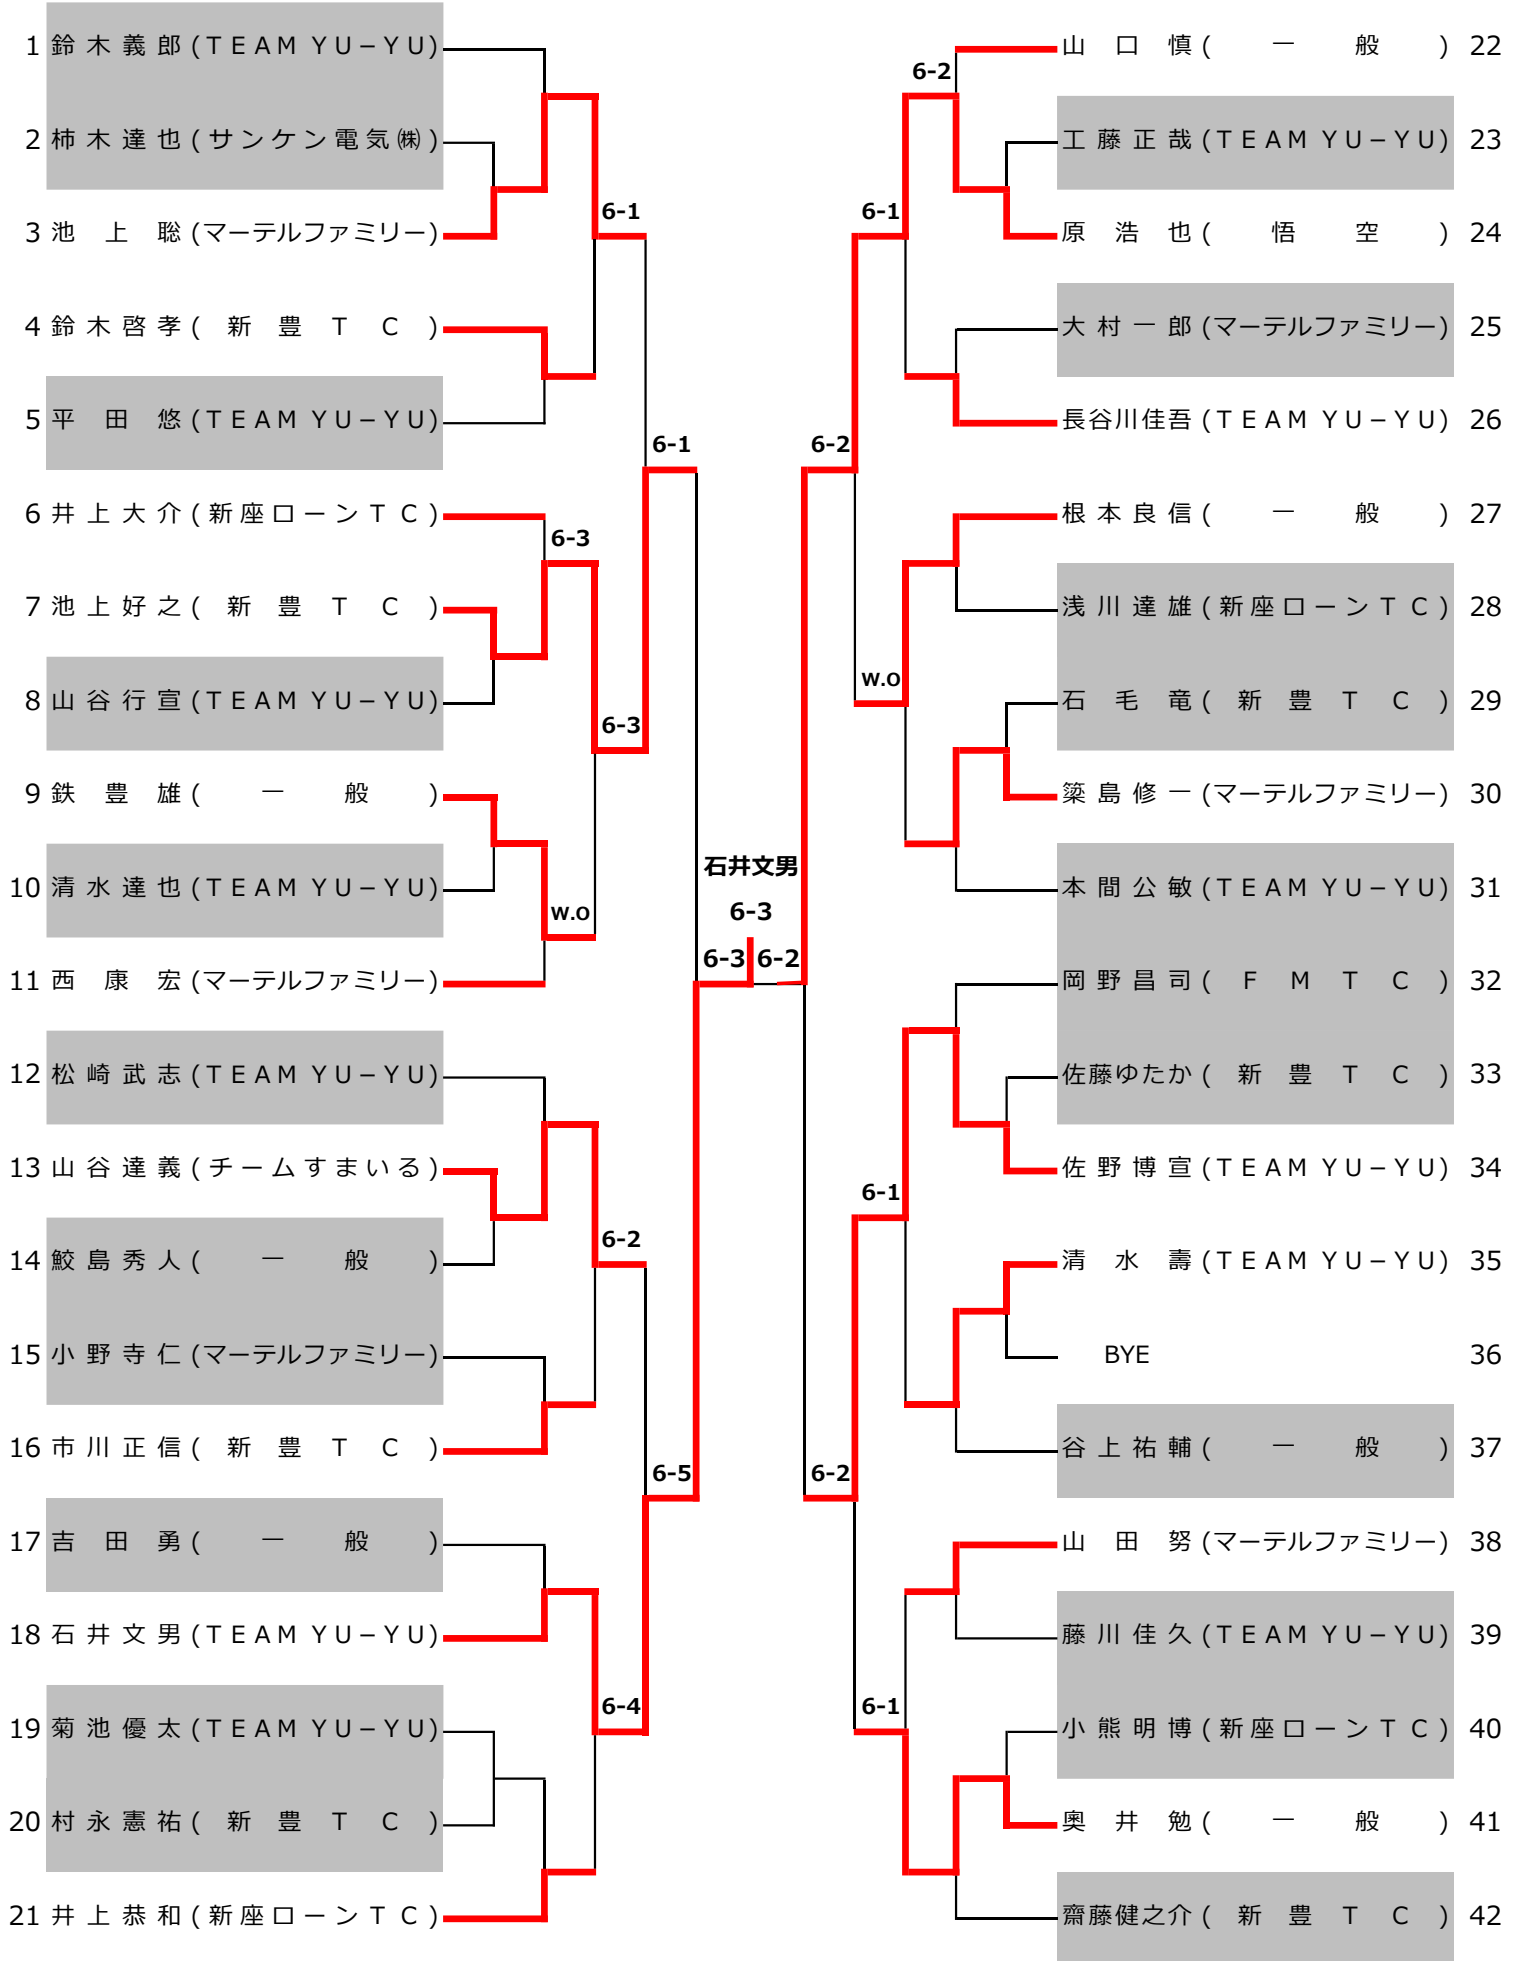 1 鈴木義郎(TEAM YU−YU)
2 柿木達也(サンケン電気㈱)
3 池上聡(マーテルファミリー)
6-1
4 鈴木啓孝(新豊TC)
5 平田悠(TEAM YU−YU)
6-1
6 井上大介(新座ローンTC)
6-3
7 池上好之(新豊TC)
8 山谷行宣(TEAM YU−YU)
6-3
9 鉄豊雄(一般)
10 清水達也(TEAM YU−YU)
W.O
11 西康宏(マーテルファミリー)
12 松崎武志(TEAM YU−YU)
13 山谷達義(チームすまいる)
6-2
14 鮫島秀人(一般)
15 小野寺仁(マーテルファミリー)
16 市川正信(新豊TC)
6-5
17 吉田勇(一般)
18 石井文男(TEAM YU−YU)
6-4
19 菊池優太(TEAM YU−YU)
20 村永憲祐(新豊TC)
21 井上恭和(新座ローンTC)
石井文男
6-3
6-3 6-2
山口慎(一般) 22
6-2
工藤正哉(TEAM YU−YU) 23
6-1
原浩也(悟空) 24
大村一郎(マーテルファミリー) 25
長谷川佳吾(TEAM YU−YU) 26
6-2
根本良信(一般) 27
浅川達雄(新座ローンTC) 28
W.O
石毛竜(新豊TC) 29
簗島修一(マーテルファミリー) 30
本間公敏(TEAM YU−YU) 31
岡野昌司(FMTC) 32
佐藤ゆたか(新豊TC) 33
佐野博宣(TEAM YU−YU) 34
6-1
清水壽(TEAM YU−YU) 35
BYE 36
谷上祐輔(一般) 37
6-2
山田努(マーテルファミリー) 38
藤川佳久(TEAM YU−YU) 39
6-1
小熊明博(新座ローンTC) 40
奥井勉(一般) 41
齋藤健之介(新豊TC) 42